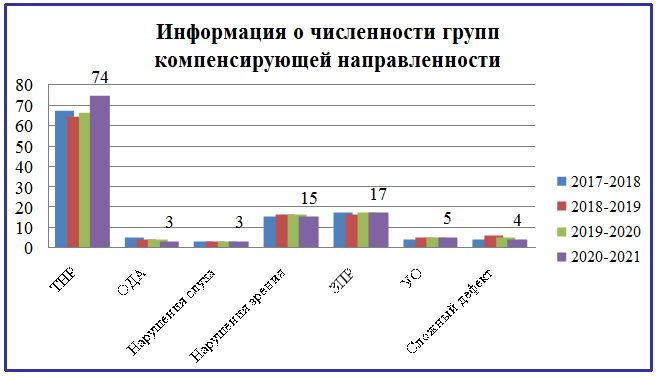 Информация о численности групп
компенсирующей направленности
80
70
60
50
40
30
20
10
0
74
3
3
15
17
5
4
ТНР
ОДА
Нарушения слуха
Нарушения зрения
ЗПР
УО
Сложный дефект
2017-2018
2018-2019
2019-2020
2020-2021